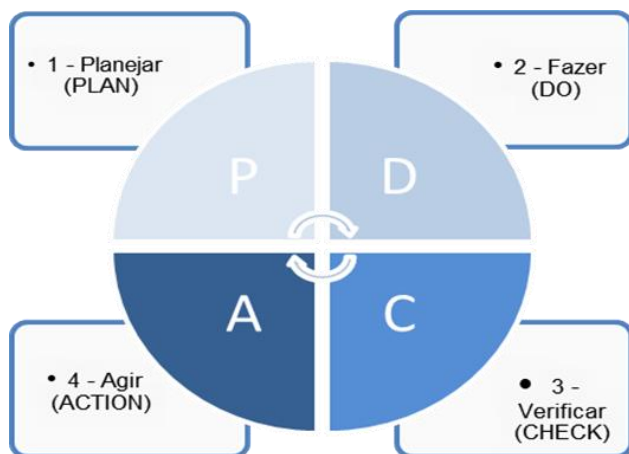 • 1 - Planejar
(PLAN)
• 2 - Fazer
(DO)
P
D
A
C
• 4 - Agir
(ACTION)
• 3 -
Verificar
(CHECK)